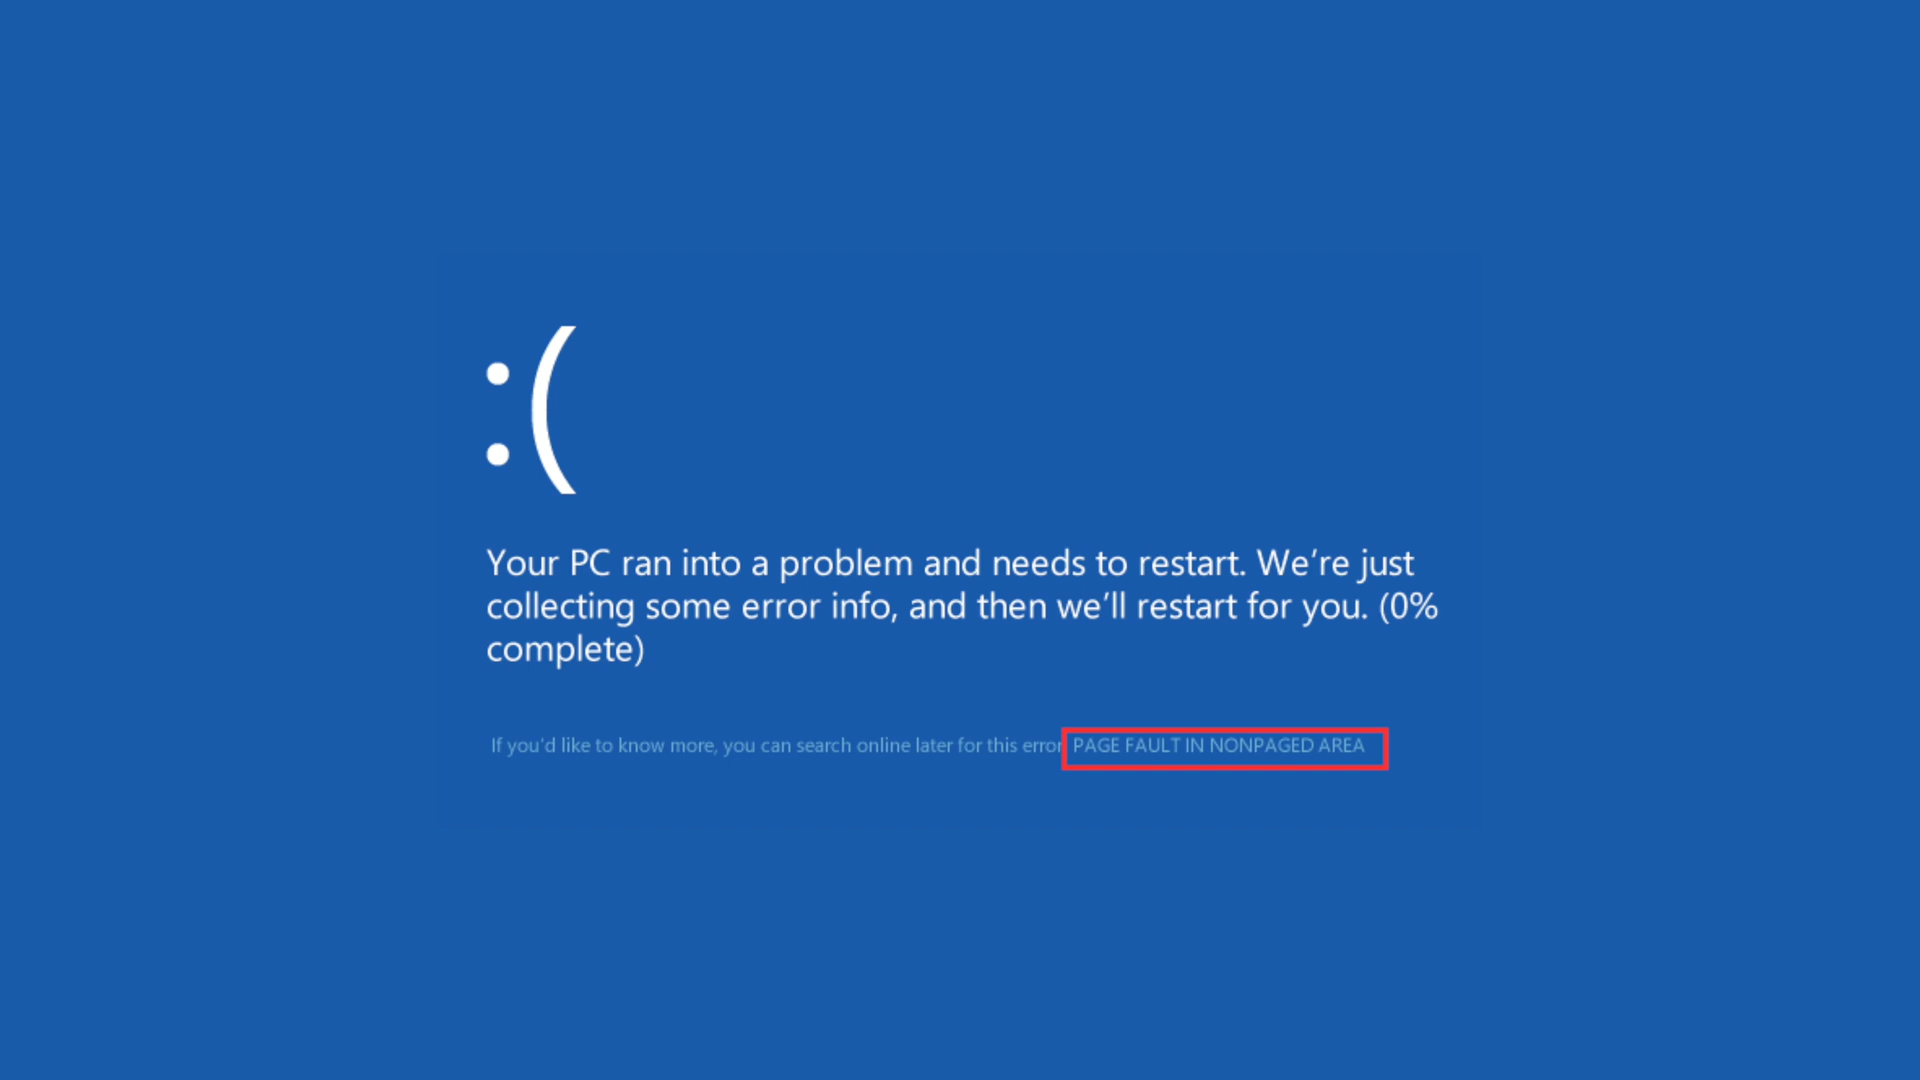 :(
Your PC ran into a problem and needs to restart. We’re just
collecting some error info, and then we’ll restart for you. (0%
complete)
If you’d like to know more, you can search online later for this error PAGE FAULT IN NONPAGED AREA